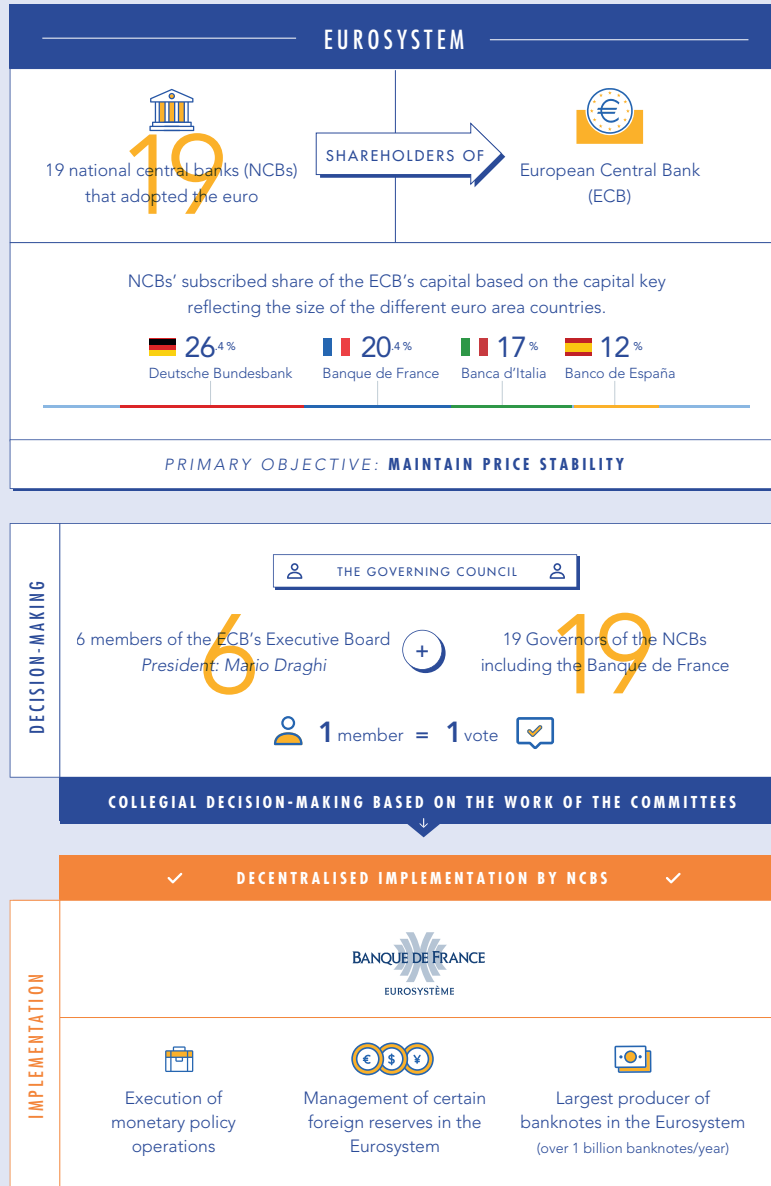 EUROSYSTEM
19
19 national central banks (NCBs)
that adopted the euro
SHAREHOLDERS OF
€
European Central Bank
(ECB)
NCBs' subscribed share of the ECB's capital based on the capital key
reflecting the size of the different euro area countries.
26.4 %
Deutsche Bundesbank
20.4 %
Banque de France
17 %
Banca d'Italia
12 %
Banco de España
PRIMARY OBJECTIVE: MAINTAIN PRICE STABILITY
DECISION-MAKING
THE GOVERNING COUNCIL
6
6 members of the ECB's Executive Board
President: Mario Draghi
+
19
19 Governors of the NCBs
including the Banque de France
1 member = 1 vote
COLLEGIAL DECISION-MAKING BASED ON THE WORK OF THE COMMITTEES
DECENTRALISED IMPLEMENTATION BY NCBS
IMPLEMENTATION
BANQUE DE FRANCE
EUROSYSTÈME
Execution of
monetary policy
operations
€ $ ¥
Management of certain
foreign reserves in the
Eurosystem
Largest producer of
banknotes in the Eurosystem
(over 1 billion banknotes/year)